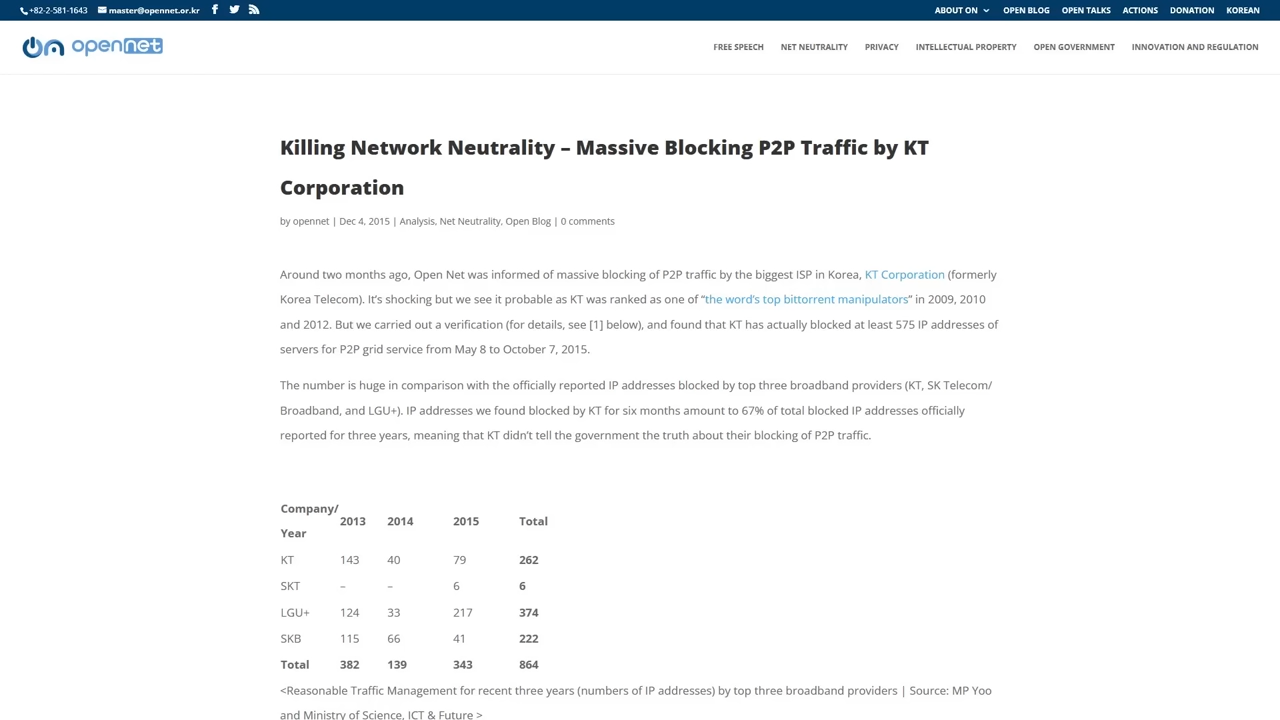 +82-2-581-1643 master@opennet.or.kr ABOUT ON OPEN BLOG OPEN TALKS ACTIONS DONATION KOREAN
opennet FREE SPEECH NET NEUTRALITY PRIVACY INTELLECTUAL PROPERTY OPEN GOVERNMENT INNOVATION AND REGULATION
Killing Network Neutrality – Massive Blocking P2P Traffic by KT
Corporation
by opennet | Dec 4, 2015 | Analysis, Net Neutrality, Open Blog | 0 comments
Around two months ago, Open Net was informed of massive blocking of P2P traffic by the biggest ISP in Korea, KT Corporation (formerly
Korea Telecom). It’s shocking but we see it probable as KT was ranked as one of “the word’s top bittorrent manipulators” in 2009, 2010
and 2012. But we carried out a verification (for details, see [1] below), and found that KT has actually blocked at least 575 IP addresses of
servers for P2P grid service from May 8 to October 7, 2015.
The number is huge in comparison with the officially reported IP addresses blocked by top three broadband providers (KT, SK Telecom/
Broadband, and LGU+). IP addresses we found blocked by KT for six months amount to 67% of total blocked IP addresses officially
reported for three years, meaning that KT didn’t tell the government the truth about their blocking of P2P traffic.
Company/
Year 2013 2014 2015 Total
KT 143 40 79 262
SKT – – 6 6
LGU+ 124 33 217 374
SKB 115 66 41 222
Total 382 139 343 864
<Reasonable Traffic Management for recent three years (numbers of IP addresses) by top three broadband providers | Source: MP Yoo
and Ministry of Science, ICT & Future >